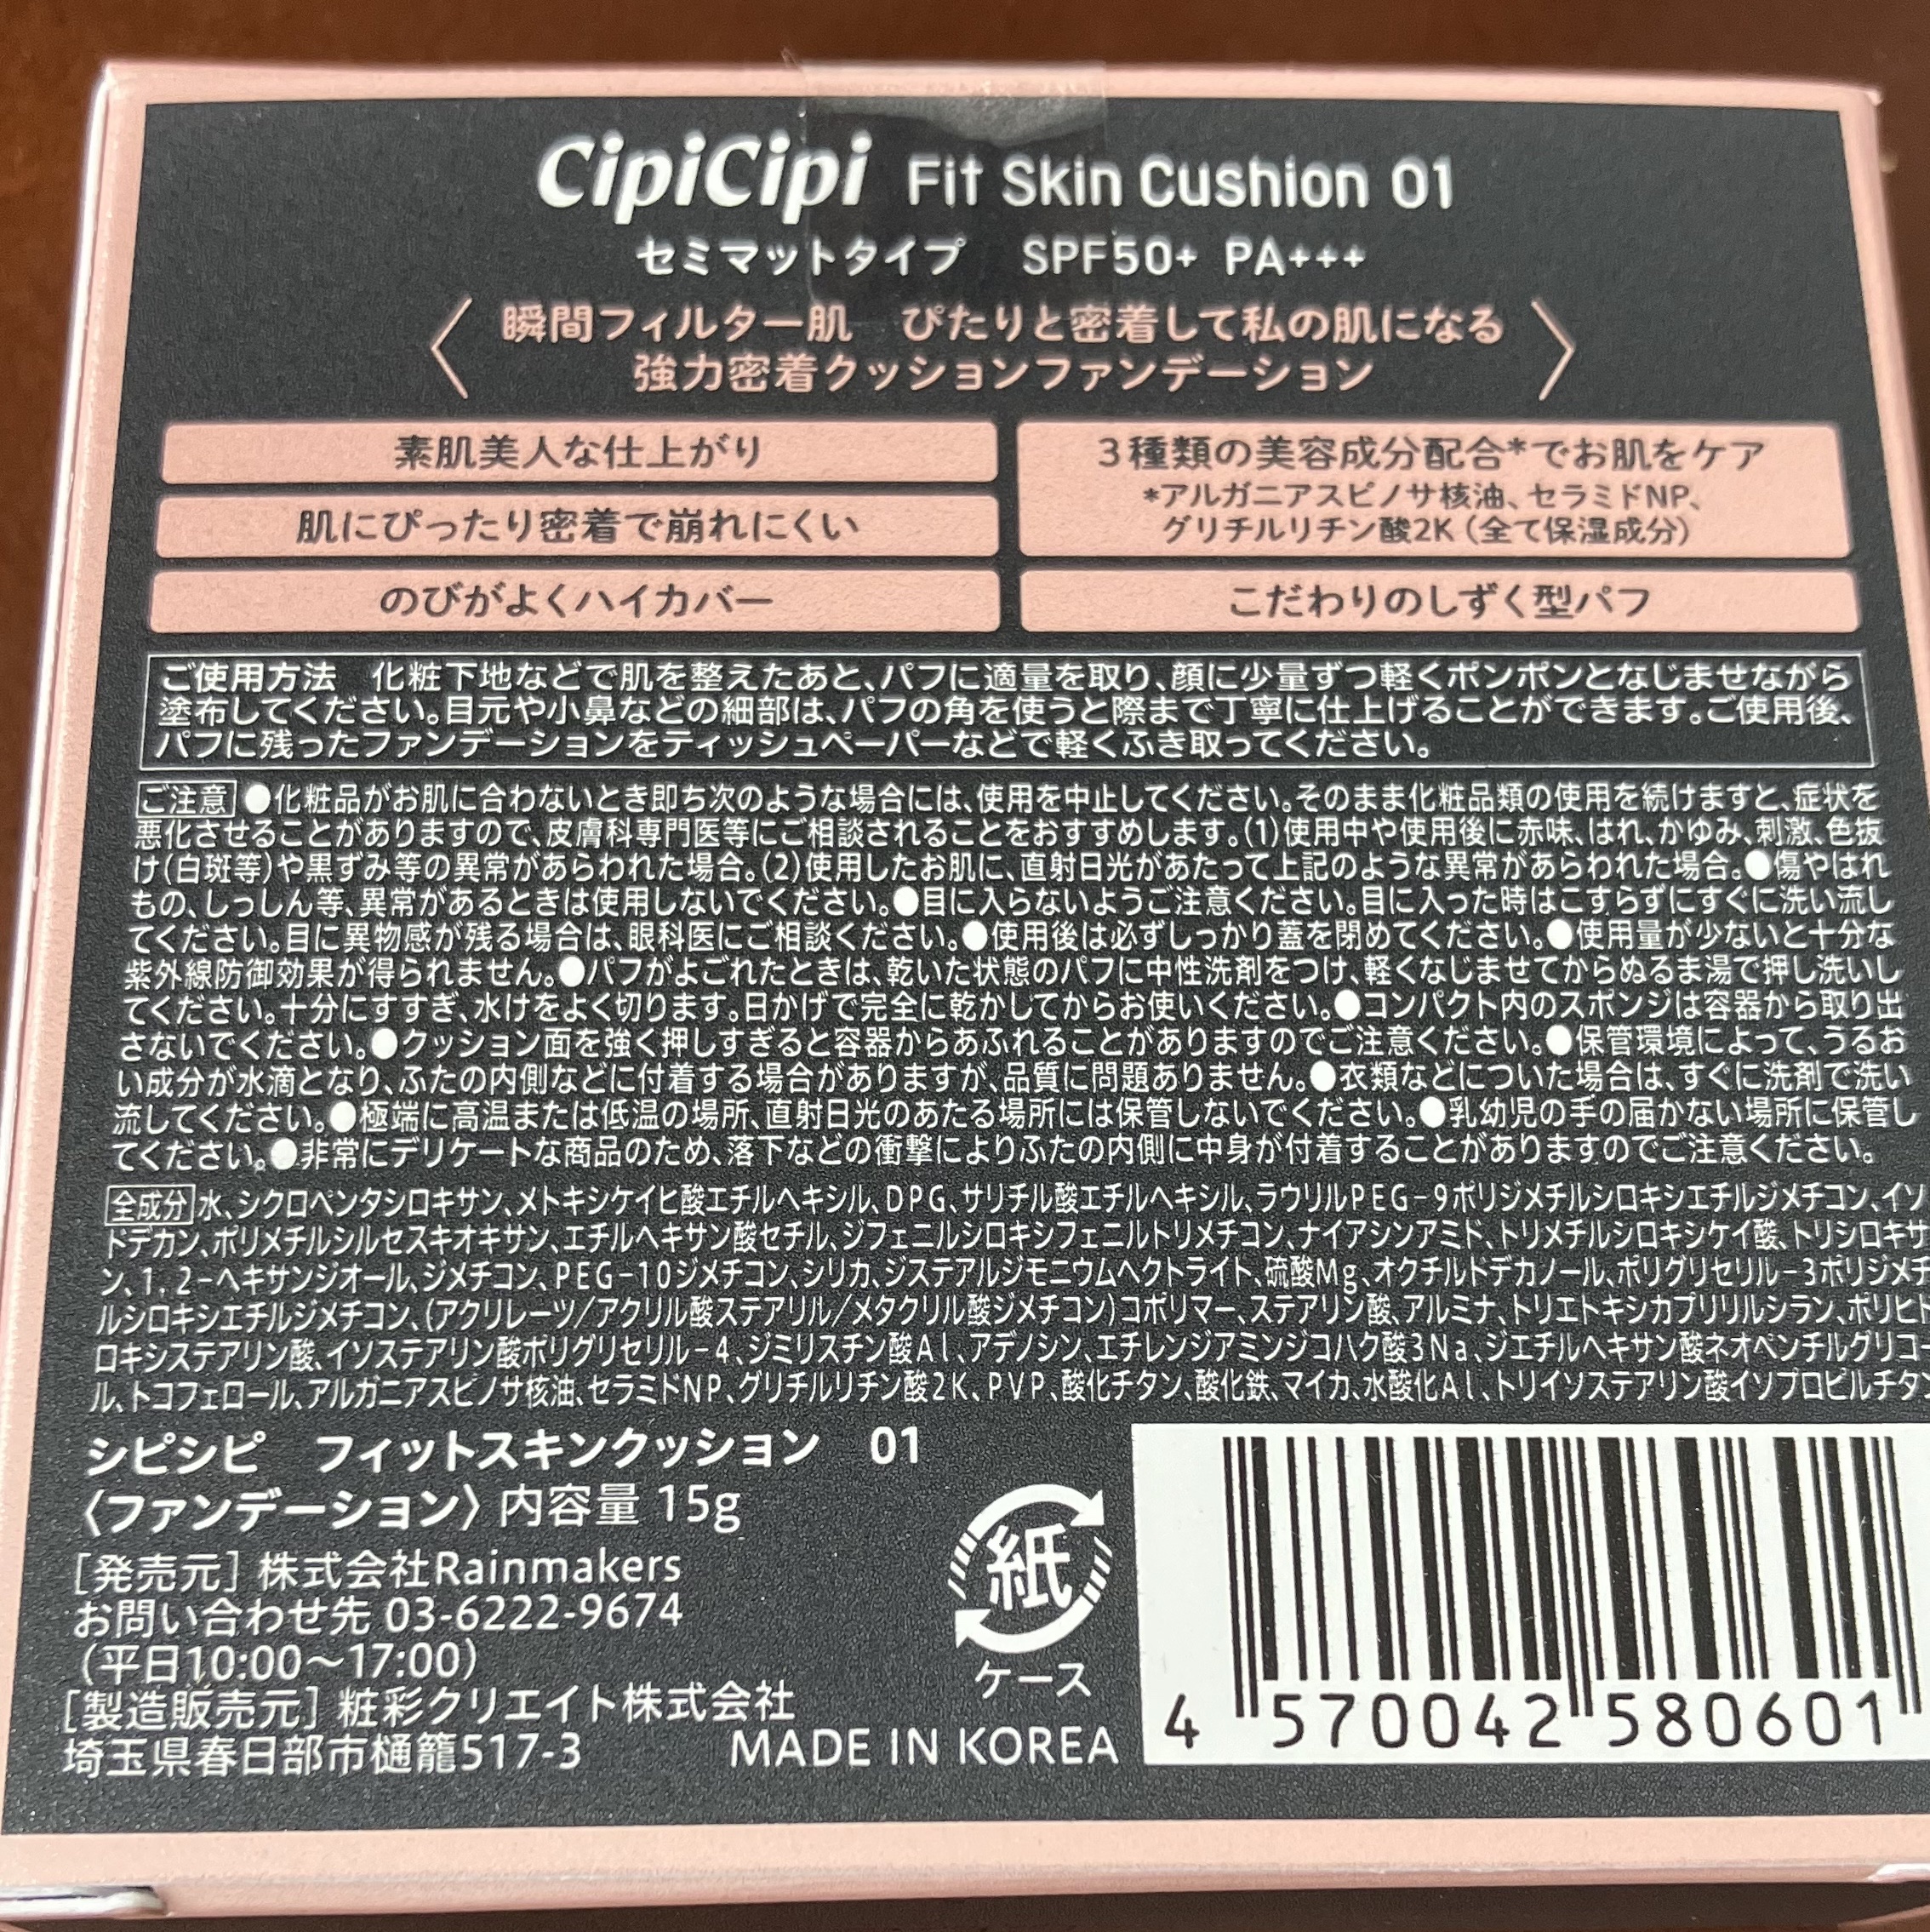 CipiCipi Fit Skin Cushion 01
セミマットタイプ SPF50+ PA+++
瞬間フィルター肌 ぴたりと密着して私の肌になる
強力密着クッションファンデーション
素肌美人な仕上がり
肌にぴったり密着で崩れにくい
のびがよくハイカバー
3種類の美容成分配合*でお肌をケア
*アルガニアスピノサ核油、セラミドNP、
グリチルリチン酸2K(全て保湿成分)
こだわりのしずく型パフ
ご使用方法 化粧下地などで肌を整えたあと、パフに適量を取り、顔に少量ずつ軽くポンポンとなじませながら
塗布してください。目元や小鼻などの細部は、パフの角を使うと際まで丁寧に仕上げることができます。ご使用後、
パフに残ったファンデーションをティッシュペーパーなどで軽くふき取ってください。
ご注意 ●化粧品がお肌に合わないとき即ち次のような場合には、使用を中止してください。そのまま化粧品類の使用を続けますと、症状を
悪化させることがありますので、皮膚科専門医等にご相談されることをおすすめします。(1)使用中や使用後に赤味、はれ、かゆみ、刺激、色抜
け(白斑等)や黒ずみ等の異常があらわれた場合。(2)使用したお肌に、直射日光があたって上記のような異常があらわれた場合。●傷やはれ
もの、しっしん等、異常があるときは使用しないでください。●目に入らないようご注意ください。目に入った時はこすらずにすぐに洗い流し
てください。目に異物感が残る場合は、眼科医にご相談ください。●使用後は必ずしっかり蓋を閉めてください。●使用量が少ないと十分な
紫外線防御効果が得られません。●パフがよごれたときは、乾いた状態のパフに中性洗剤をつけ、軽くなじませてからぬるま湯で押し洗いし
てください。十分にすすぎ、水けをよく切ります。日かげで完全に乾かしてからお使いください。●コンパクト内のスポンジは容器から取り出
さないでください。●クッション面を強く押しすぎると容器からあふれることがありますのでご注意ください。●保管環境によって、うるお
い成分が水滴となり、ふたの内側などに付着する場合がありますが、品質に問題ありません。●衣類などについた場合は、すぐに洗剤で洗い
流してください。●極端に高温または低温の場所、直射日光のあたる場所には保管しないでください。●乳幼児の手の届かない場所に保管し
てください。●非常にデリケートな商品のため、落下などの衝撃によりふたの内側に中身が付着することがありますのでご注意ください。
全成分 水、シクロペンタシロキサン、メトキシケイヒ酸エチルヘキシル、DPG、サリチル酸エチルヘキシル、ラウリルPEG-9ポリジメチルシロキシエチルジメチコン、イソ
ドデカン、ポリメチルシルセスキオキサン、エチルヘキサン酸セチル、ジフェニルシロキシフェニルトリメチコン、ナイアシンアミド、トリメチルシロキシケイ酸、トリシロキサ
ン、1,2-ヘキサンジオール、ジメチコン、PEG-10ジメチコン、シリカ、ジステアルジモニウムヘクトライト、硫酸Mg、オクチルドデカノール、ポリグリセリル-3ポリジメチ
ルシロキシエチルジメチコン、(アクリレーツ/アクリル酸ステアリル/メタクリル酸ジメチコン)コポリマー、ステアリン酸、アルミナ、トリエトキシカプリリルシラン、ポリヒド
ロキシステアリン酸、イソステアリン酸ポリグリセリル-4、ジミリスチン酸Al、アデノシン、エチレンジアミンジコハク酸3Na、ジエチルヘキサン酸ネオペンチルグリコー
ル、トコフェロール、アルガニアスピノサ核油、セラミドNP、グリチルリチン酸2K、PVP、酸化チタン、酸化鉄、マイカ、水酸化Al、トリイソステアリン酸イソプロピルチタン
シピシピ フィットスキンクッション 01
〈ファンデーション〉内容量 15g
[発売元] 株式会社Rainmakers
お問い合わせ先 03-6222-9674
(平日10:00~17:00)
[製造販売元] 粧彩クリエイト株式会社
埼玉県春日部市樋籠517-3
MADE IN KOREA
紙
ケース
4 570042 580601